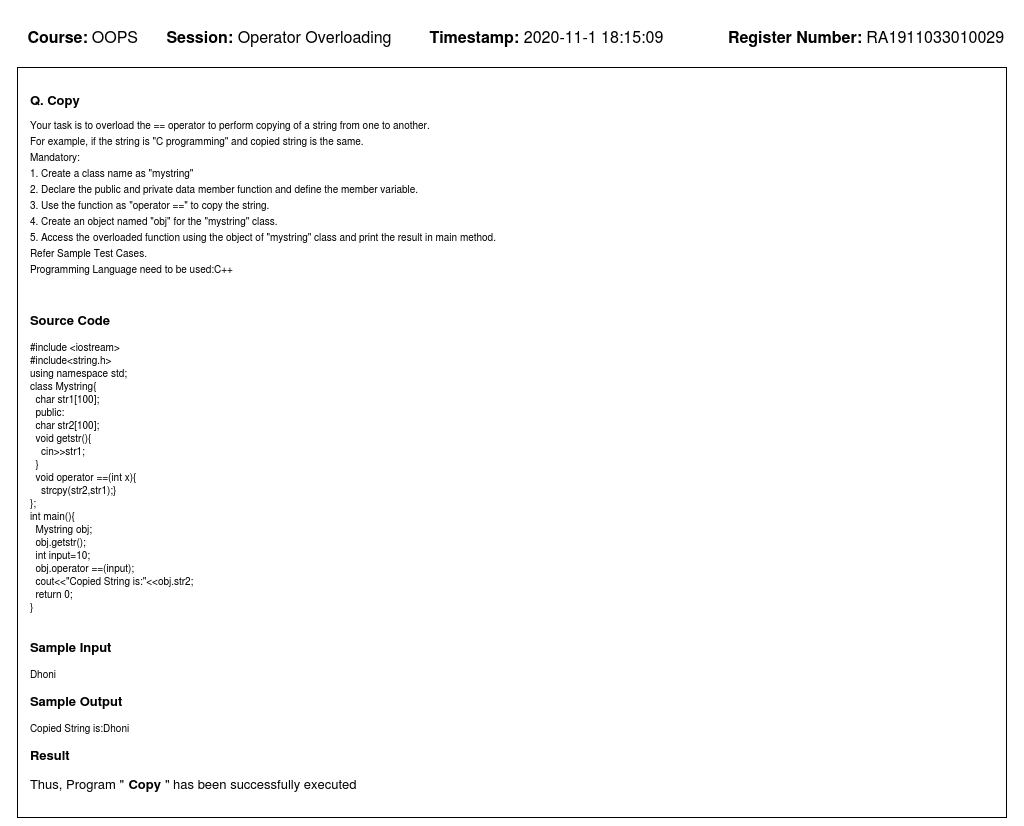 Course: OOPS Session: Operator Overloading Timestamp: 2020-11-1 18:15:09 Register Number: RA1911033010029
Q. Copy
Your task is to overload the == operator to perform copying of a string from one to another.
For example, if the string is "C programming" and copied string is the same.
Mandatory:
1. Create a class name as "mystring"
2. Declare the public and private data member function and define the member variable.
3. Use the function as "operator ==" to copy the string.
4. Create an object named "obj" for the "mystring" class.
5. Access the overloaded function using the object of "mystring" class and print the result in main method.
Refer Sample Test Cases.
Programming Language need to be used:C++
Source Code
#include <iostream>
#include<string.h>
using namespace std;
class Mystring{
  char str1[100];
  public:
  char str2[100];
  void getstr(){
    cin>>str1;
  }
  void operator ==(int x){
    strcpy(str2,str1);}
};
int main(){
  Mystring obj;
  obj.getstr();
  int input=10;
  obj.operator ==(input);
  cout<<"Copied String is:"<<obj.str2;
  return 0;
}
Sample Input
Dhoni
Sample Output
Copied String is:Dhoni
Result
Thus, Program " Copy " has been successfully executed